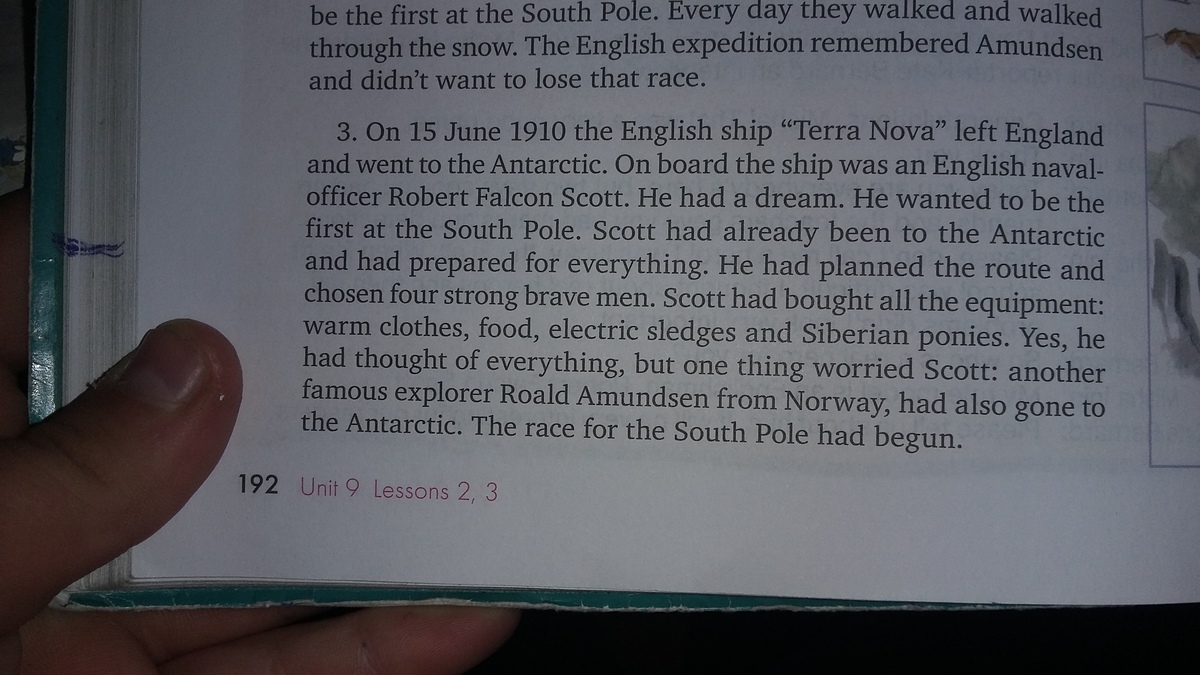 be the first at the South Pole. Every day they walked and walked
through the snow. The English expedition remembered Amundsen
and didn't want to lose that race.
3. On 15 June 1910 the English ship “Terra Nova” left England
and went to the Antarctic. On board the ship was an English naval-
officer Robert Falcon Scott. He had a dream. He wanted to be the
first at the South Pole. Scott had already been to the Antarctic
and had prepared for everything. He had planned the route and
chosen four strong brave men. Scott had bought all the equipment:
warm clothes, food, electric sledges and Siberian ponies. Yes, he
had thought of everything, but one thing worried Scott: another
famous explorer Roald Amundsen from Norway, had also gone to
the Antarctic. The race for the South Pole had begun.
192 Unit 9 Lessons 2, 3